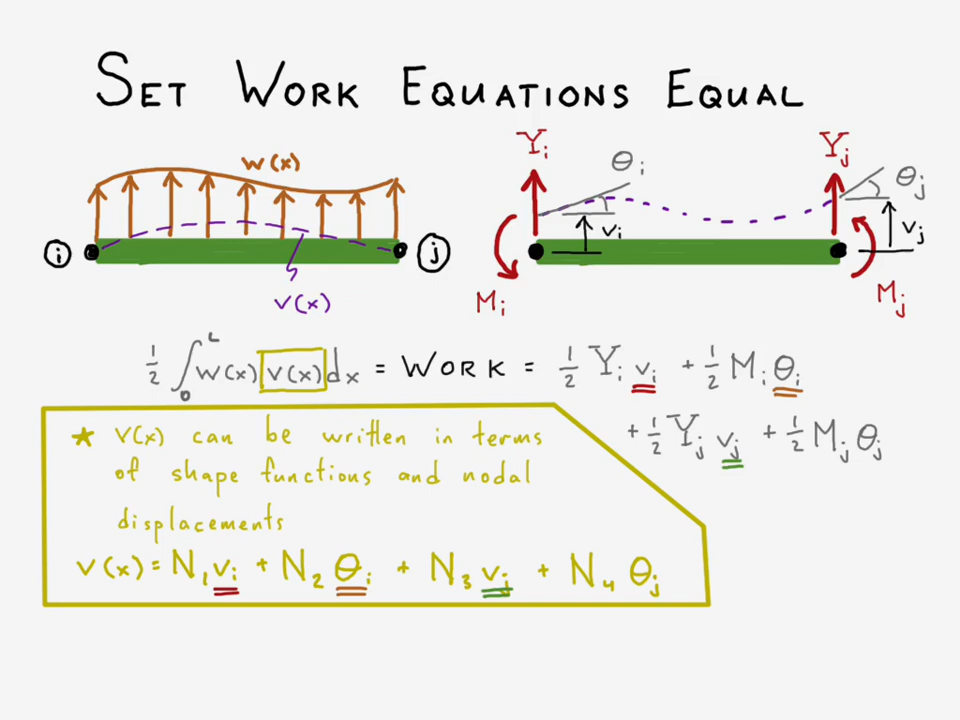 SET WORK EQUATIONS EQUAL
w(x)
i
j
v(x)
Yi
θi
vi
Mi
Yj
θj
vj
Mj
½ ∫₀ᴸ w(x) v(x) dx = WORK = ½ Yi vi + ½ Mi θi
+ ½ Yj vj + ½ Mj θj
★ v(x) can be written in terms
of shape functions and nodal
displacements
v(x) = N₁ vi + N₂ θi + N₃ vj + N₄ θj